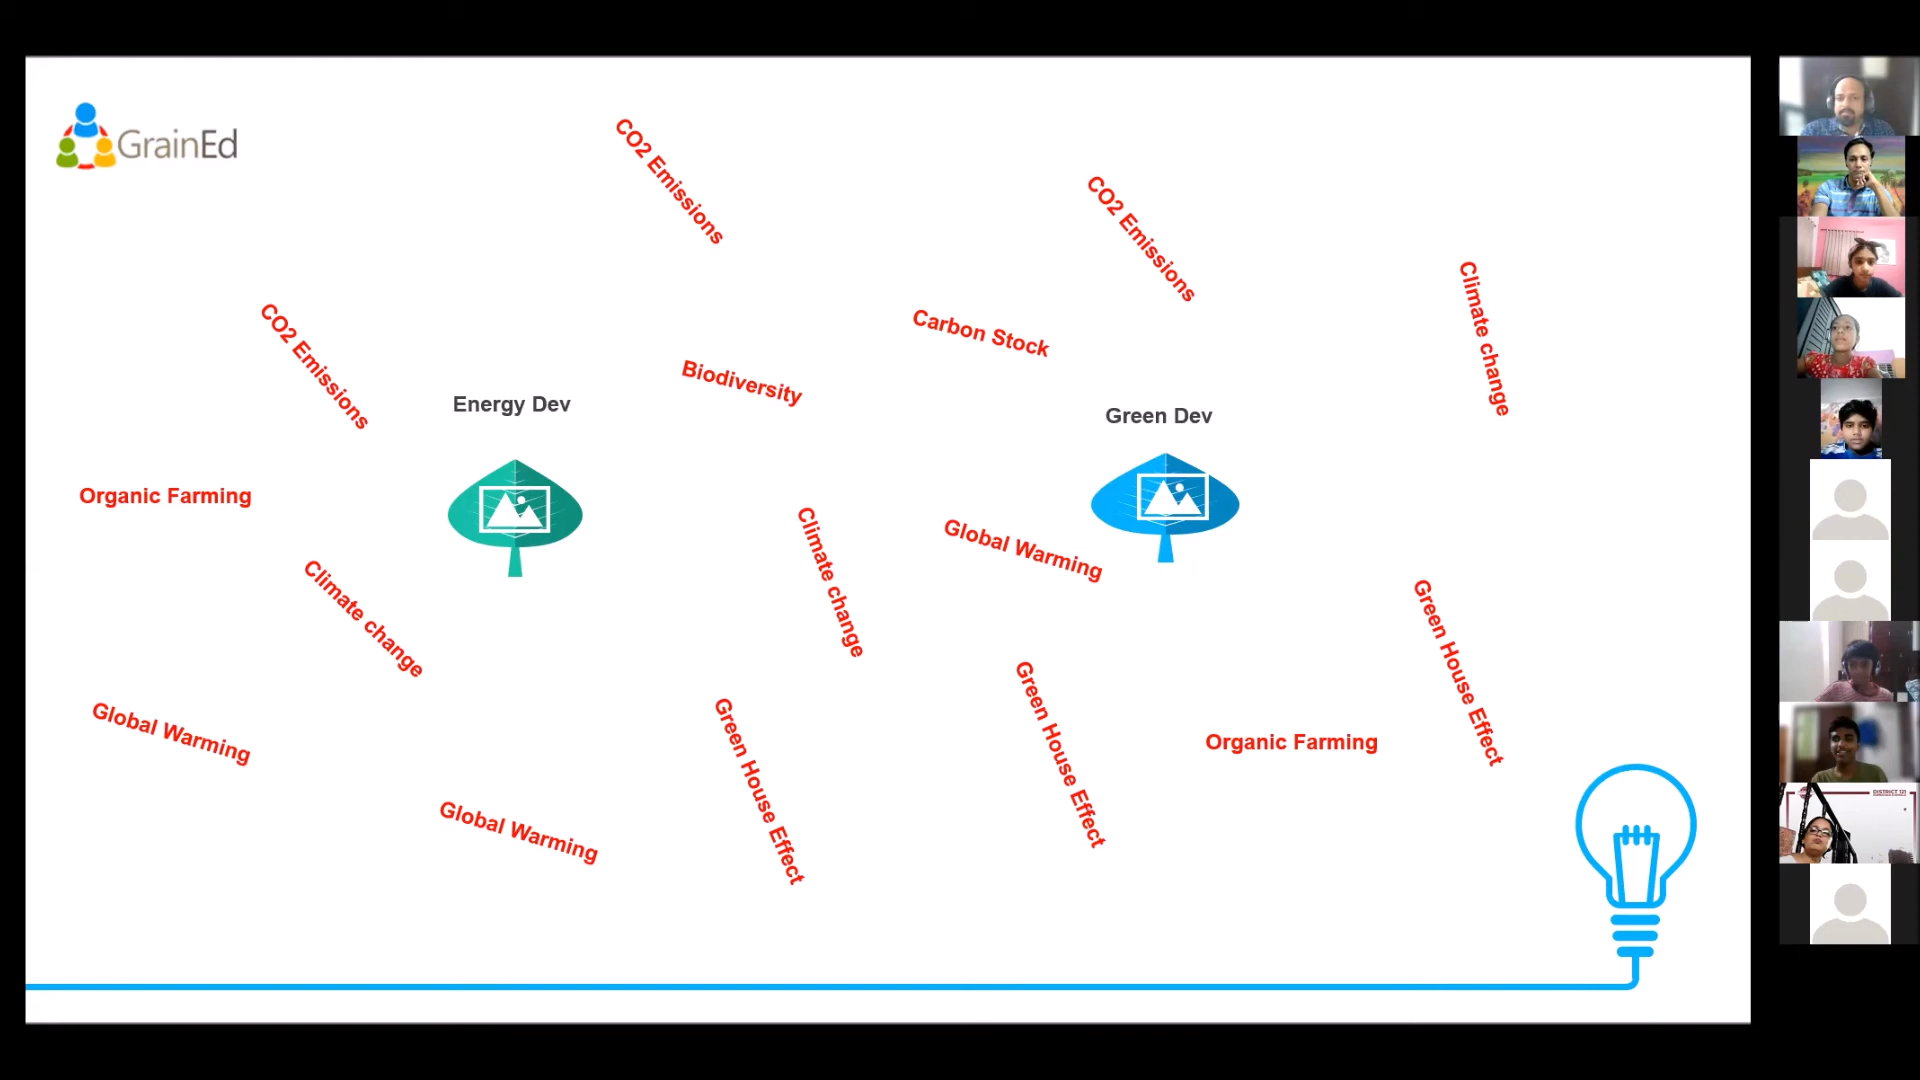 GrainEd
CO2 Emissions
CO2 Emissions
Climate change
CO2 Emissions
Carbon Stock
Biodiversity
Energy Dev
Green Dev
Organic Farming
Climate change
Global Warming
Climate change
Green House Effect
Global Warming
Green House Effect
Green House Effect
Organic Farming
Global Warming
DISTRICT 121